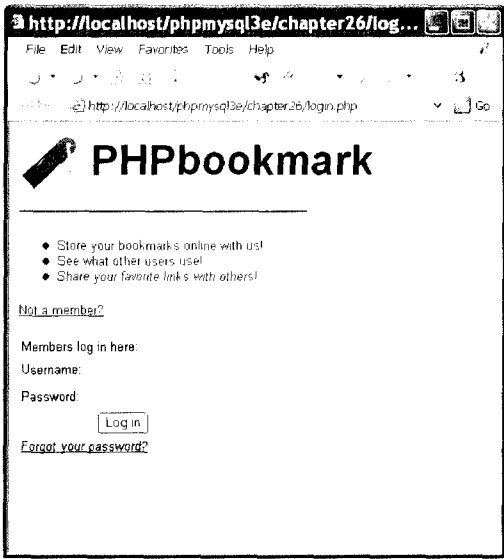 http://localhost/phpmysql3e/chapter26/log...
File Edit View Favorites Tools Help
http://localhost/phpmysql3e/chapter26/login.php Go
PHPbookmark
• Store your bookmarks online with us!
• See what other users use!
• Share your favorite links with others!
Not a member?
Members log in here:
Username:
Password:
Log in
Forgot your password?